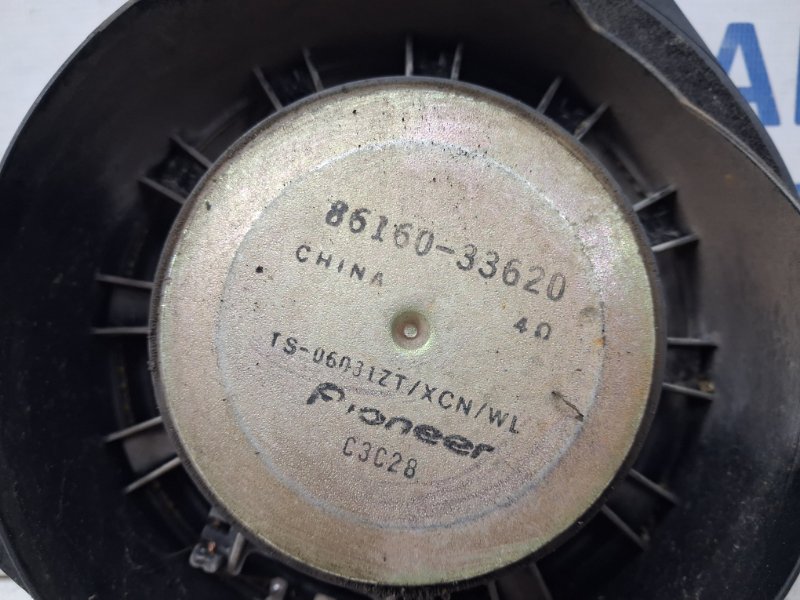 86160-33620
CHINA
4Ω
TS-06031ZT/XCN/WL
Pioneer
C3C28